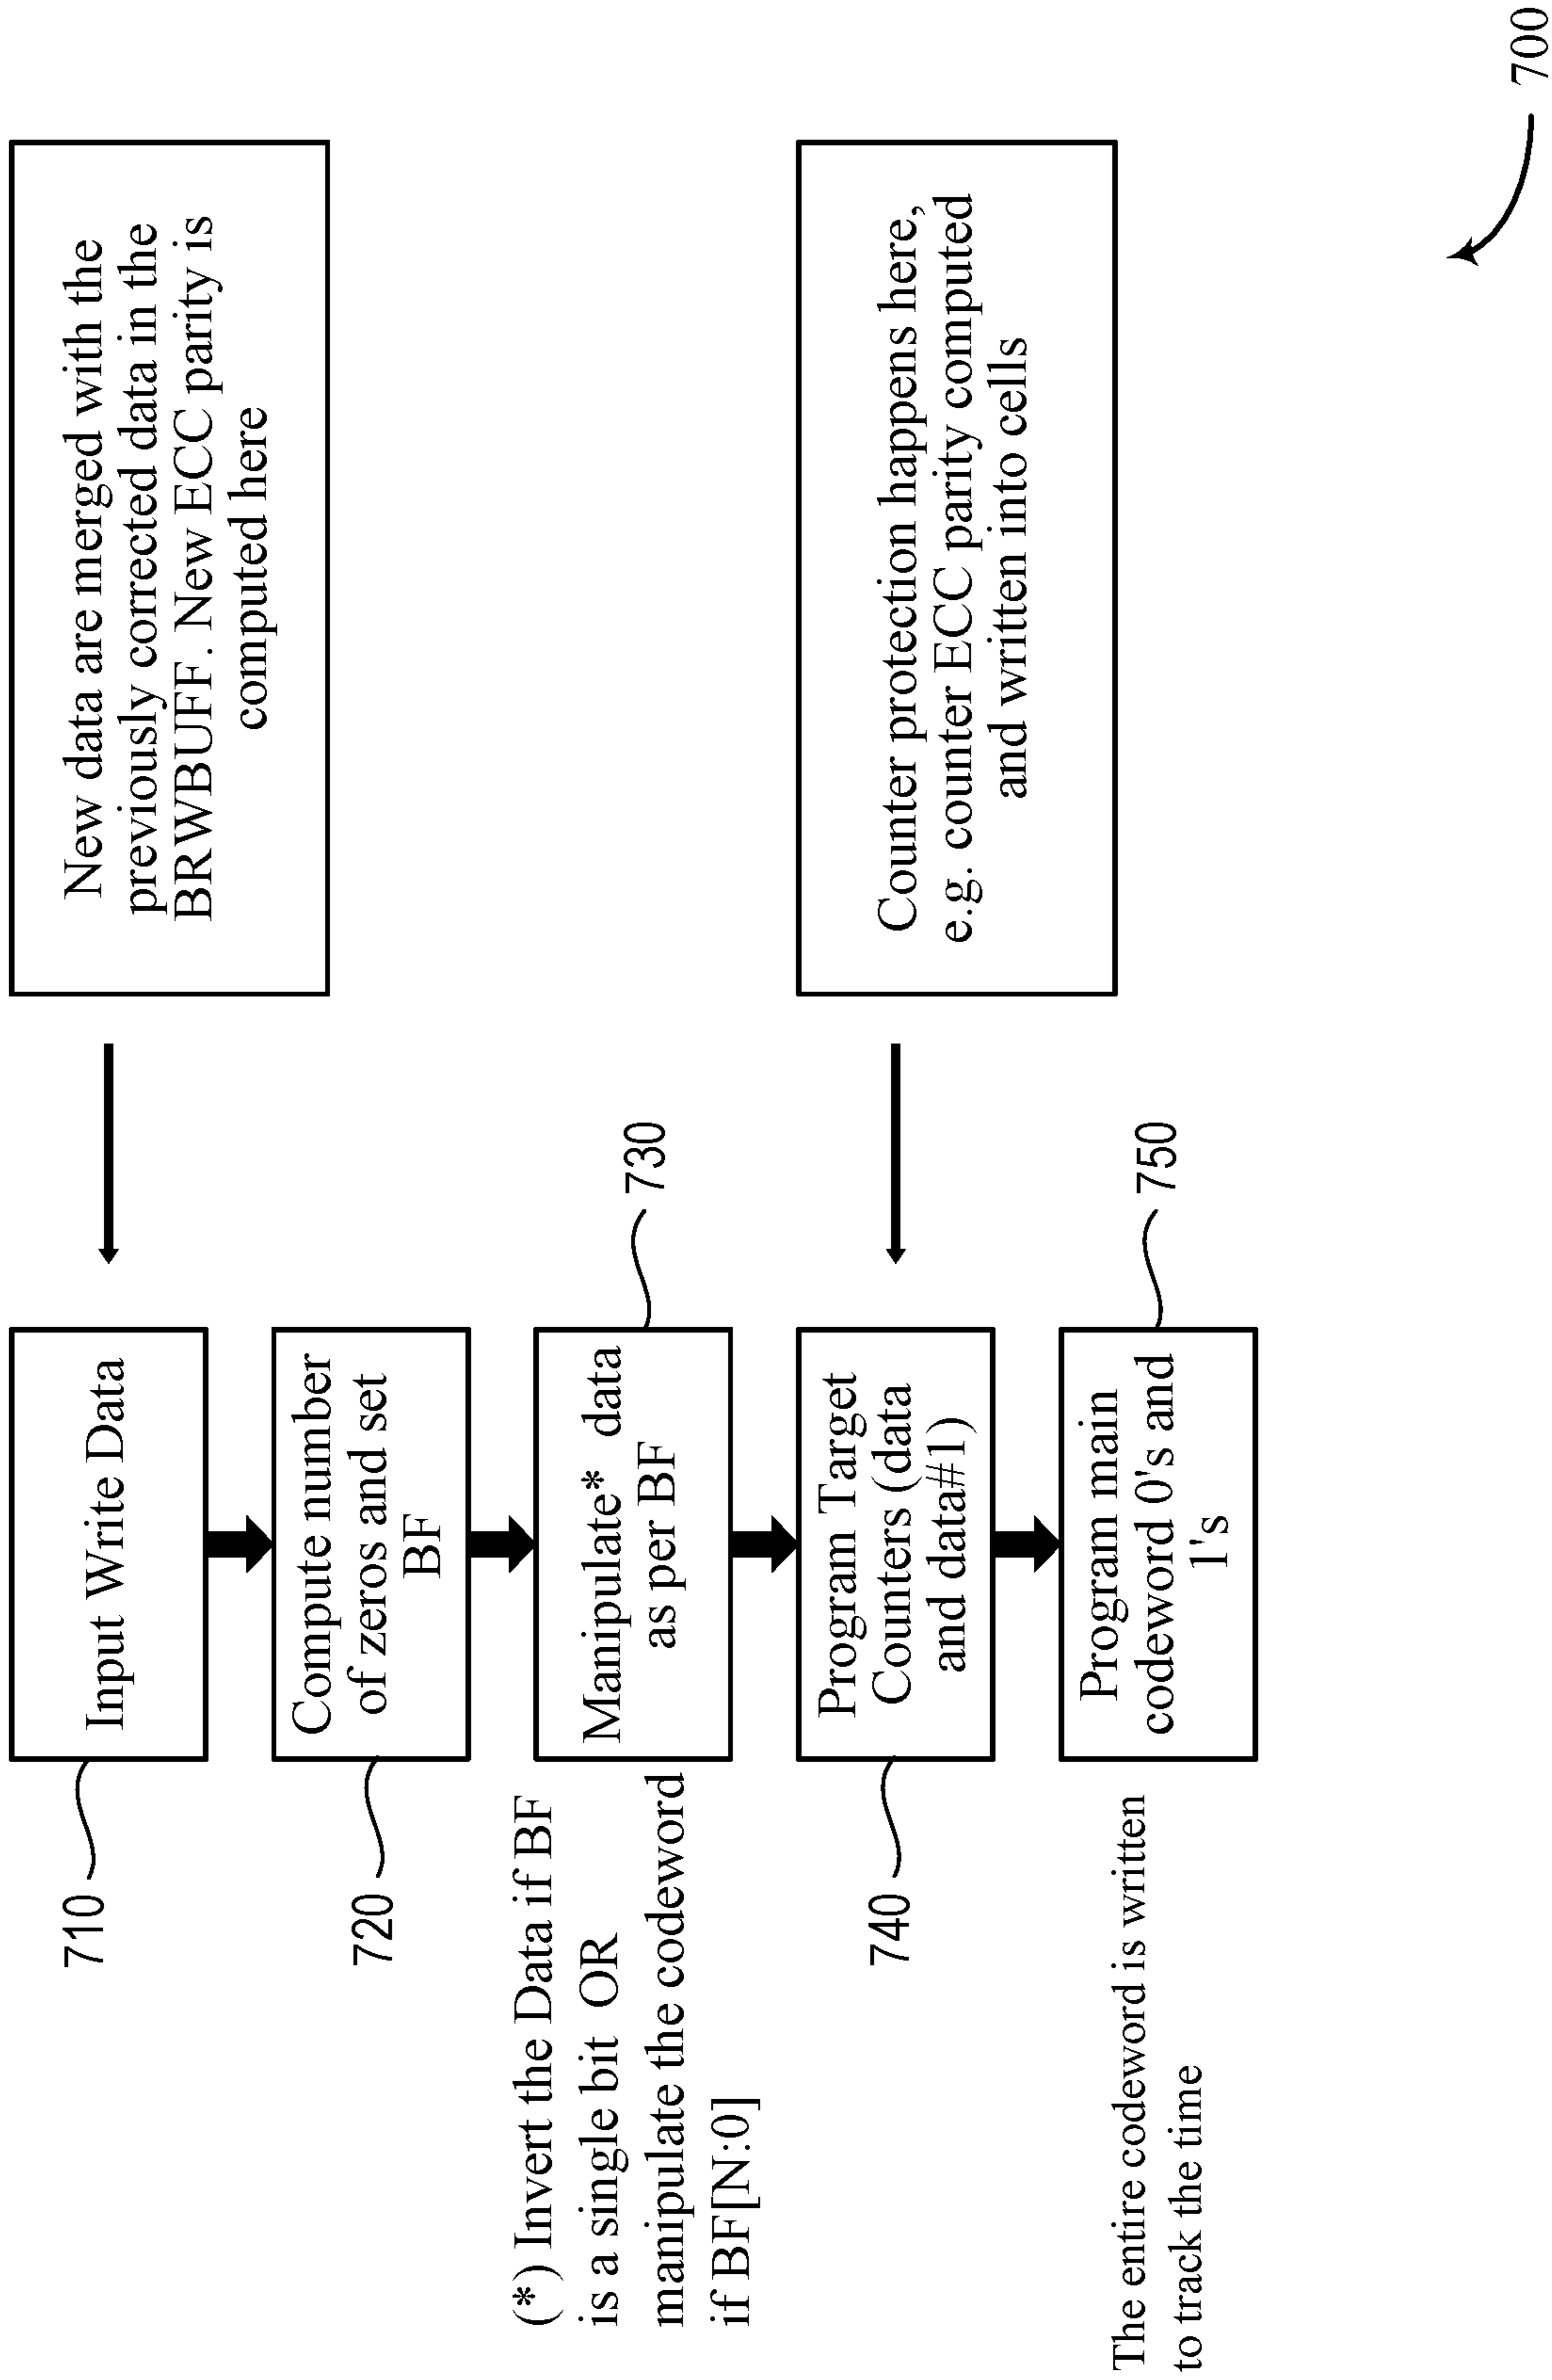 710
Input Write Data
New data are merged with the
previously corrected data in the
BRWBUFF. New ECC parity is
computed here
720
Compute number
of zeros and set
BF
(*) Invert the Data if BF
is a single bit OR
manipulate the codeword
if BF[N:0]
Manipulate* data
as per BF
730
740
Program Target
Counters (data
and data#1)
Counter protection happens here,
e.g. counter ECC parity computed
and written into cells
The entire codeword is written
to track the time
Program main
codeword 0's and
1's
750
700